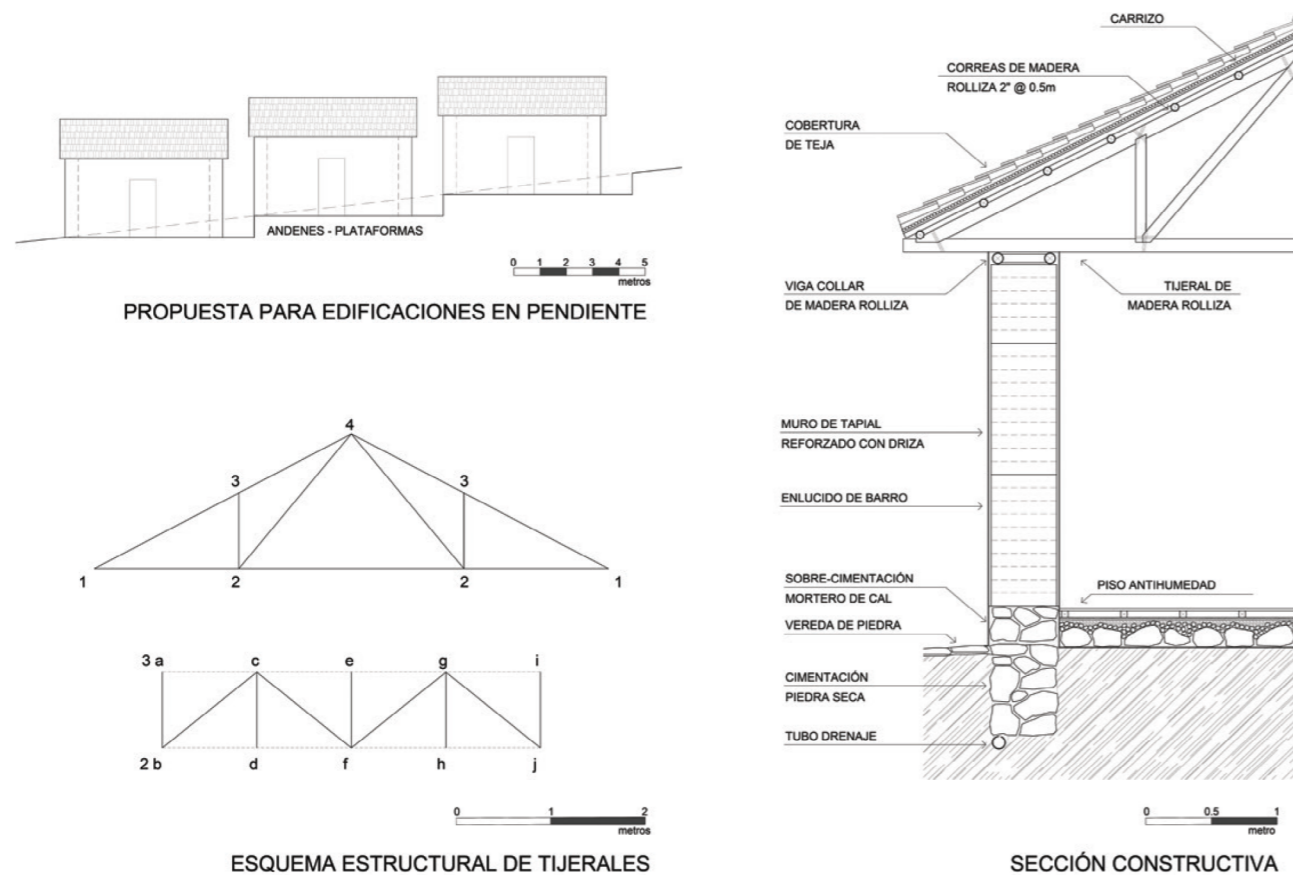 ANDENES - PLATAFORMAS
0 1 2 3 4 5
metros
PROPUESTA PARA EDIFICACIONES EN PENDIENTE
4
3 3
1 2 2 1
3 a c e g i
2 b d f h j
0 1 2
metros
ESQUEMA ESTRUCTURAL DE TIJERALES
CARRIZO
CORREAS DE MADERA
ROLLIZA 2" @ 0.5m
COBERTURA
DE TEJA
VIGA COLLAR
DE MADERA ROLLIZA
TIJERAL DE
MADERA ROLLIZA
MURO DE TAPIAL
REFORZADO CON DRIZA
ENLUCIDO DE BARRO
SOBRE-CIMENTACIÓN
MORTERO DE CAL
PISO ANTIHUMEDAD
VEREDA DE PIEDRA
CIMENTACIÓN
PIEDRA SECA
TUBO DRENAJE
0 0.5 1
metro
SECCIÓN CONSTRUCTIVA